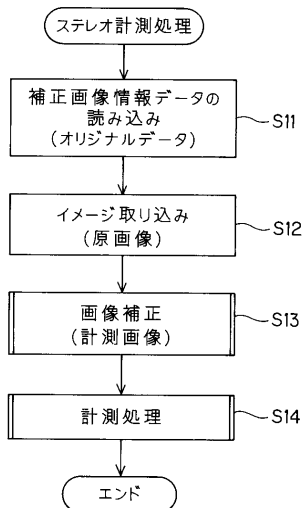 ステレオ計測処理
補正画像情報データの
読み込み
(オリジナルデータ)
S11
イメージ取り込み
(原画像)
S12
画像補正
(計測画像)
S13
計測処理
S14
エンド